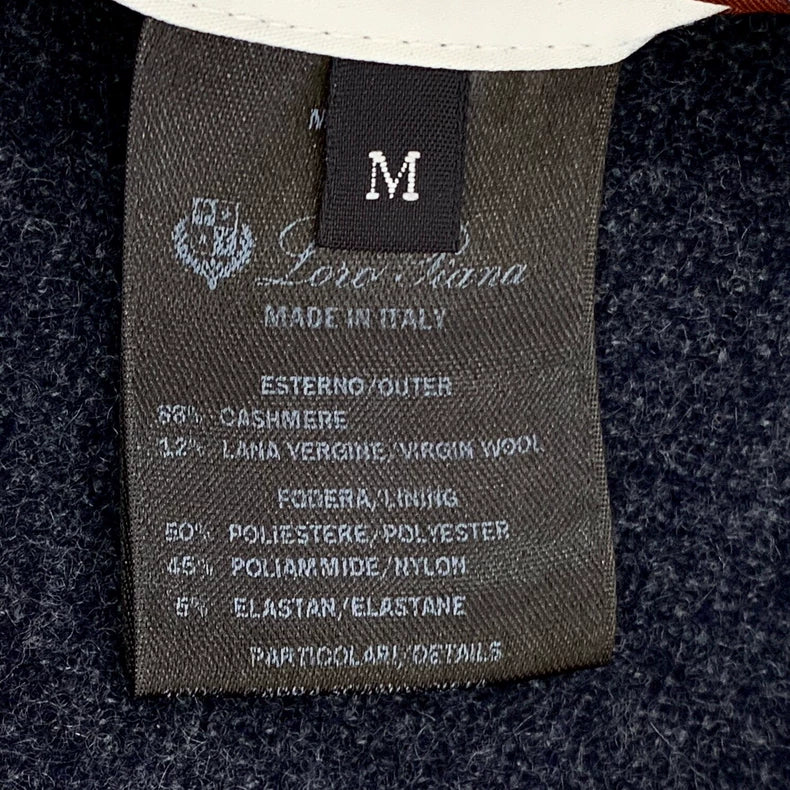 M
Loro Piana
MADE IN ITALY
ESTERNO/OUTER
88% CASHMERE
12% LANA VERGINE/VIRGIN WOOL
FODERA/LINING
50% POLIESTERE/POLYESTER
45% POLIAMMIDE/NYLON
5% ELASTAN/ELASTANE
PARTICOLARI/DETAILS